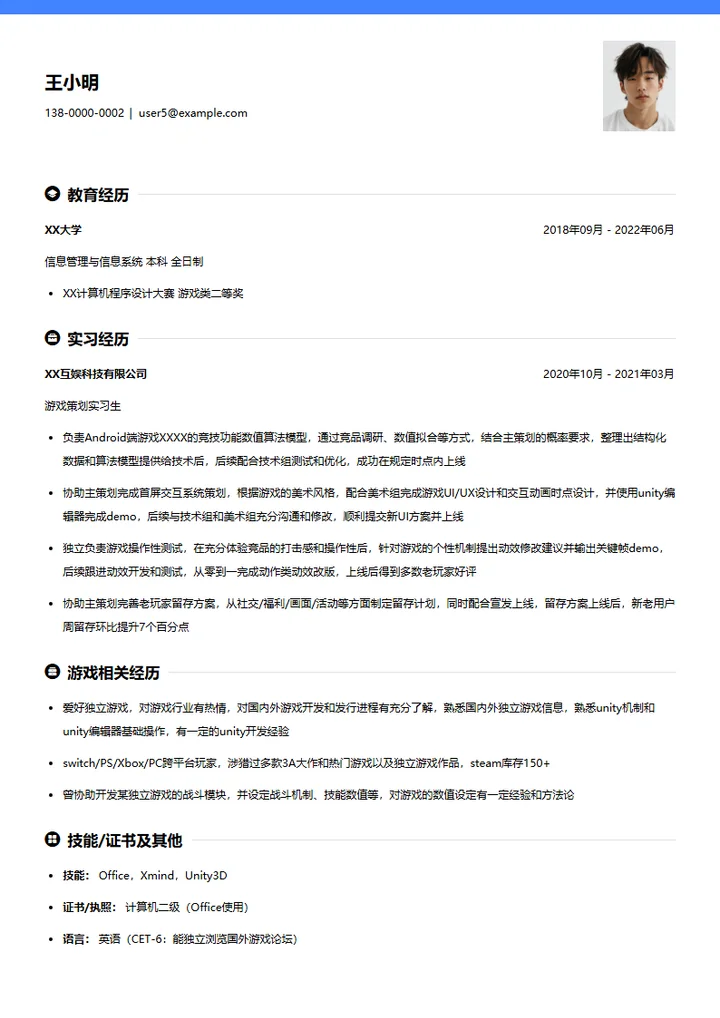 王小明
138-0000-0002 | user5@example.com
教育经历
XX大学 2018年09月 - 2022年06月
信息管理与信息系统 本科 全日制
• XX计算机程序设计大赛 游戏类二等奖
实习经历
XX互娱科技有限公司 2020年10月 - 2021年03月
游戏策划实习生
• 负责Android端游戏XXXX的竞技功能数值算法模型，通过竞品调研、数值拟合等方式，结合主策划的概率要求，整理出结构化
数据和算法模型提供给技术后，后续配合技术组测试和优化，成功在规定时点内上线
• 协助主策划完成首屏交互系统策划，根据游戏的美术风格，配合美术组完成游戏UI/UX设计和交互动画时点设计，并使用unity编
辑器完成demo，后续与技术组和美术组充分沟通和修改，顺利提交新UI方案并上线
• 独立负责游戏操作性测试，在充分体验竞品的打击感和操作性后，针对游戏的个性机制提出动效修改建议并输出关键帧demo，
后续跟进动效开发和测试，从零到一完成动作类动效改版，上线后得到多数老玩家好评
• 协助主策划完善老玩家留存方案，从社交/福利/画面/活动等方面制定留存计划，同时配合宣发上线，留存方案上线后，新老用户
周留存环比提升7个百分点
游戏相关经历
• 爱好独立游戏，对游戏行业有热情，对国内外游戏开发和发行进程有充分了解，熟悉国内外独立游戏信息，熟悉unity机制和
unity编辑器基础操作，有一定的unity开发经验
• switch/PS/Xbox/PC跨平台玩家，涉猎过多款3A大作和热门游戏以及独立游戏作品，steam库存150+
• 曾协助开发某独立游戏的战斗模块，并设定战斗机制、技能数值等，对游戏的数值设定有一定经验和方法论
技能/证书及其他
• 技能： Office，Xmind，Unity3D
• 证书/执照： 计算机二级（Office使用）
• 语言： 英语（CET-6：能独立浏览国外游戏论坛）